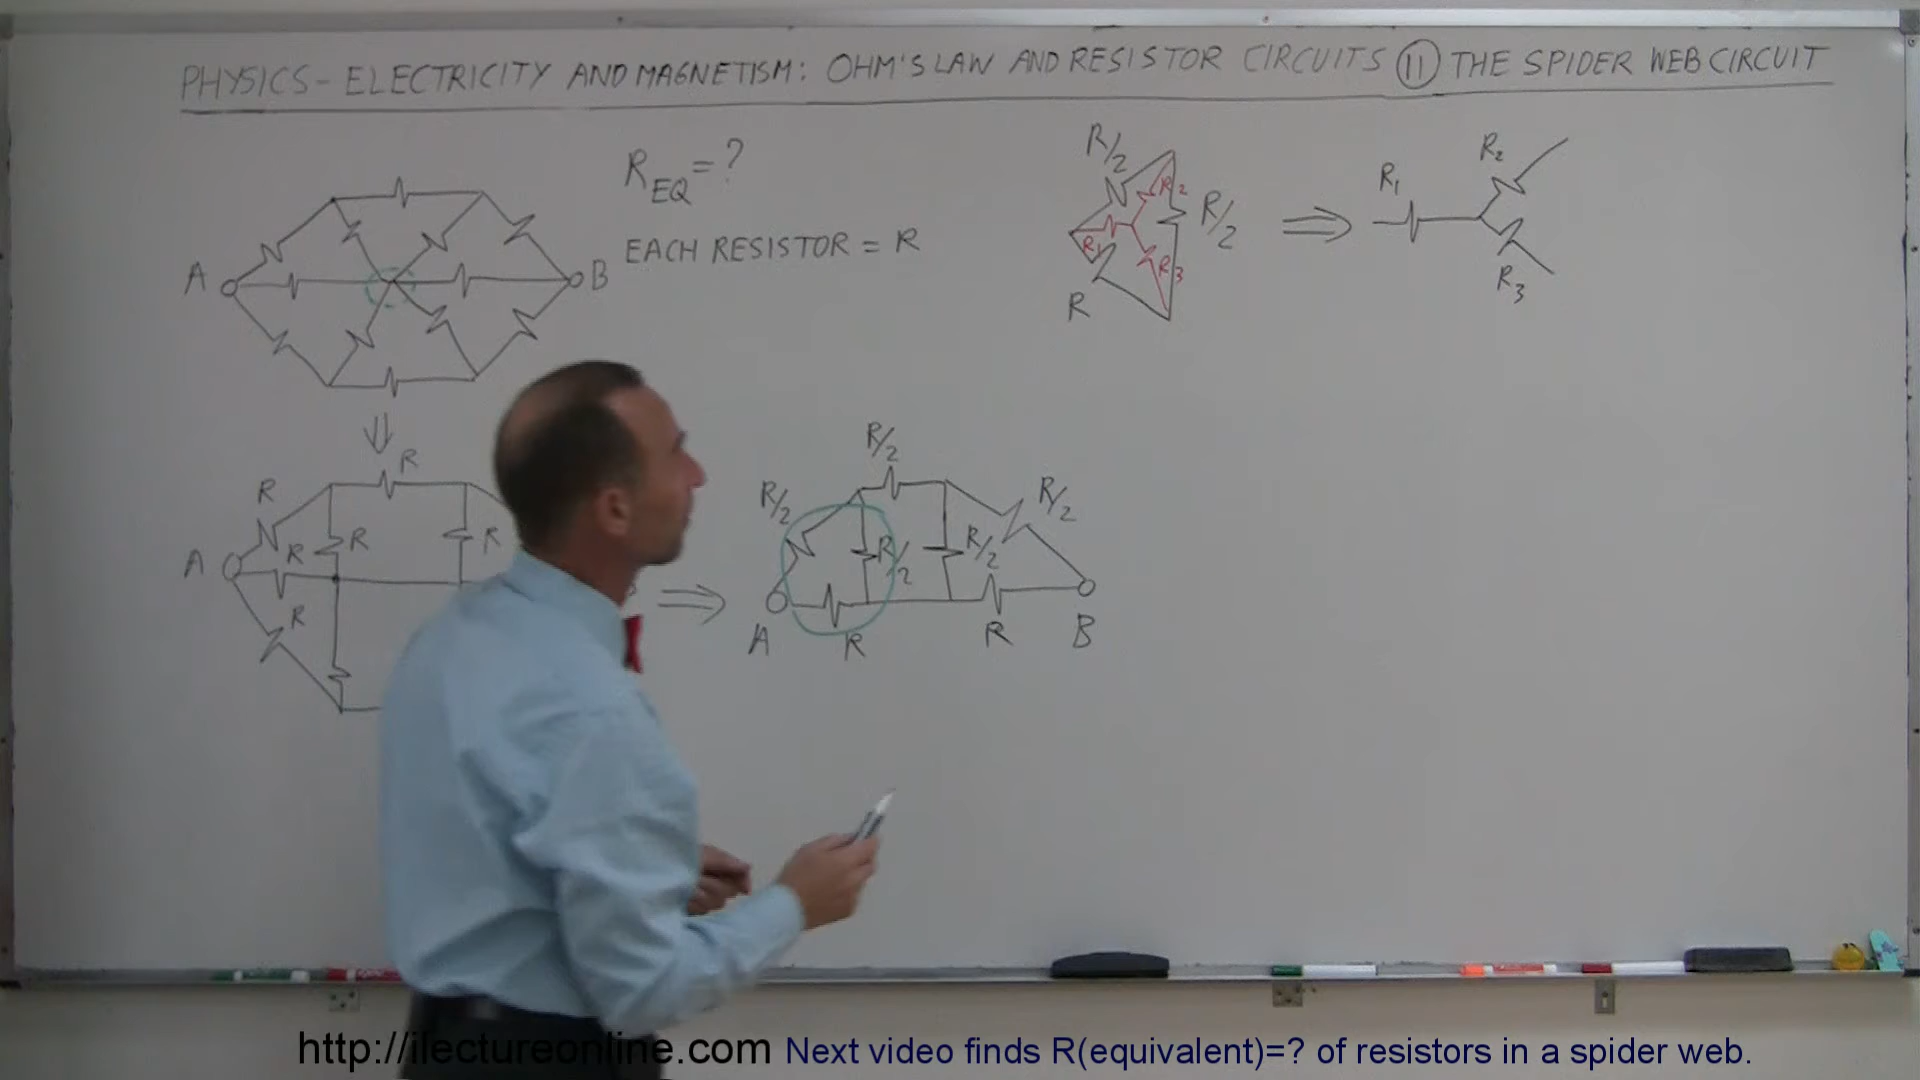 PHYSICS - ELECTRICITY AND MAGNETISM: OHM'S LAW AND RESISTOR CIRCUITS 11 THE SPIDER WEB CIRCUIT
R EQ = ?
EACH RESISTOR = R
A
B
R/2
R/2
R
R1
R2
R3
R1
R2
R3
R
R
A
R
R
R
R
R/2
R/2
R/2
R/2
R/2
A
R
R
B
http://ilectureonline.com Next video finds R(equivalent)=? of resistors in a spider web.